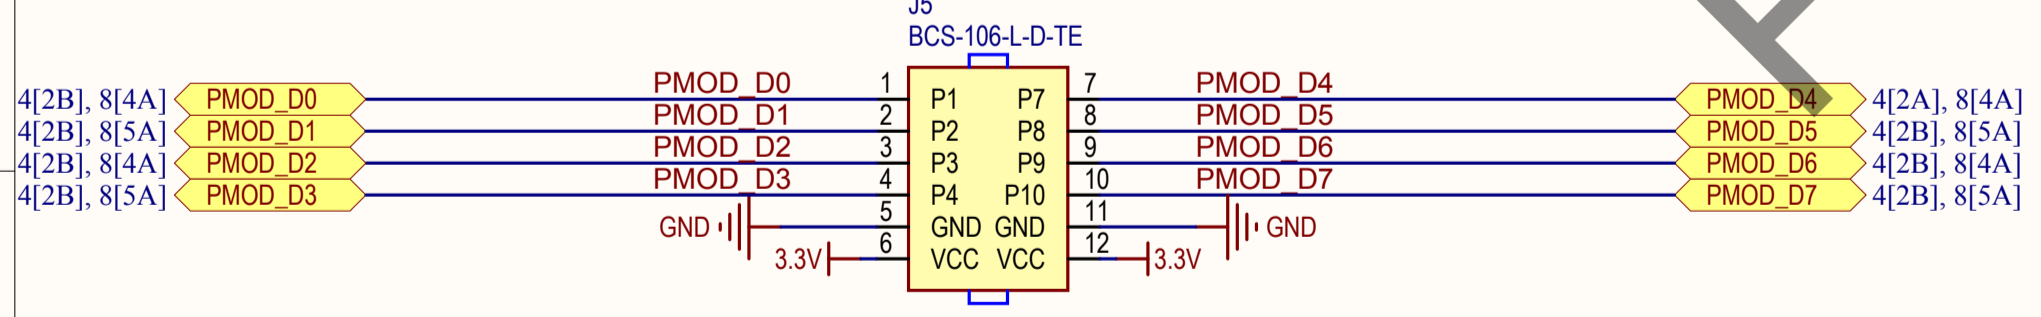 J5
BCS-106-L-D-TE
4[2B], 8[4A] PMOD_D0 PMOD_D0 1 P1 P7 7 PMOD_D4 PMOD_D4 4[2A], 8[4A]
4[2B], 8[5A] PMOD_D1 PMOD_D1 2 P2 P8 8 PMOD_D5 PMOD_D5 4[2B], 8[5A]
4[2B], 8[4A] PMOD_D2 PMOD_D2 3 P3 P9 9 PMOD_D6 PMOD_D6 4[2B], 8[4A]
4[2B], 8[5A] PMOD_D3 PMOD_D3 4 P4 P10 10 PMOD_D7 PMOD_D7 4[2B], 8[5A]
GND 5 GND GND 11 GND
3.3V 6 VCC VCC 12 3.3V